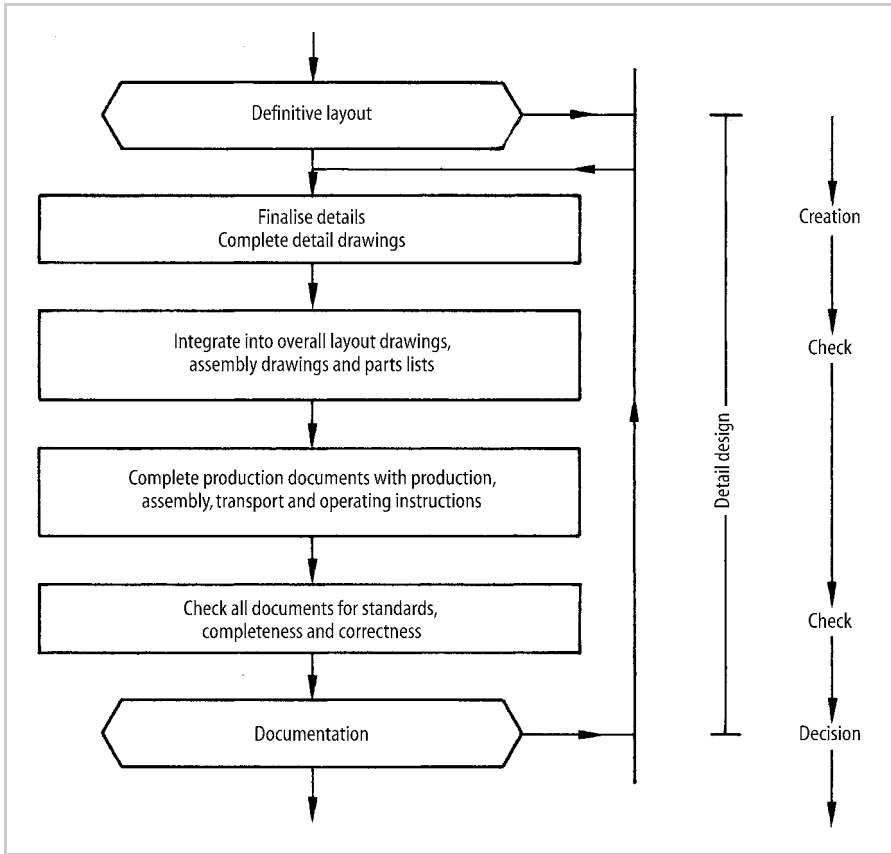 Definitive layout
Finalise details
Complete detail drawings
Creation
Integrate into overall layout drawings,
assembly drawings and parts lists
Check
Detail design
Complete production documents with production,
assembly, transport and operating instructions
Check all documents for standards,
completeness and correctness
Check
Documentation
Decision